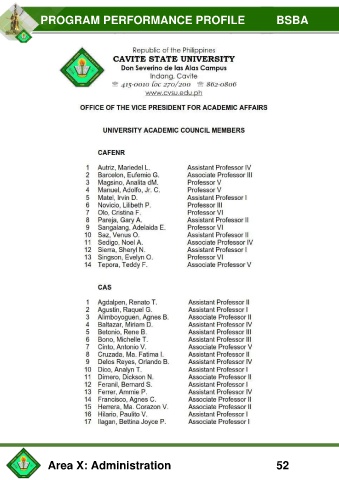 PROGRAM PERFORMANCE PROFILE BSBA
Republic of the Philippines
CAVITE STATE UNIVERSITY
Don Severino de las Alas Campus
Indang, Cavite
☏ 415-0010 loc 270/200 ☏ 862-0806
www.cvsu.edu.ph
OFFICE OF THE VICE PRESIDENT FOR ACADEMIC AFFAIRS
UNIVERSITY ACADEMIC COUNCIL MEMBERS
CAFENR
1 Autriz, Mariedel L. Assistant Professor IV
2 Barcelon, Eufemio G. Associate Professor III
3 Magsino, Analita dM. Professor V
4 Manuel, Adolfo, Jr. C. Professor V
5 Matel, Irvin D. Assistant Professor I
6 Novicio, Lilibeth P. Professor III
7 Olo, Cristina F. Professor VI
8 Pareja, Gary A. Assistant Professor II
9 Sangalang, Adelaida E. Professor VI
10 Saz, Venus O. Assistant Professor II
11 Sedigo, Noel A. Associate Professor IV
12 Sierra, Sheryl N. Assistant Professor I
13 Singson, Evelyn O. Professor VI
14 Tepora, Teddy F. Associate Professor V
CAS
1 Agdalpen, Renato T. Assistant Professor II
2 Agustin, Raquel G. Assistant Professor I
3 Alimboyoguen, Agnes B. Associate Professor II
4 Baltazar, Miriam D. Assistant Professor IV
5 Betonio, Rene B. Assistant Professor III
6 Bono, Michelle T. Assistant Professor III
7 Cinto, Antonio V. Associate Professor V
8 Cruzada, Ma. Fatima I. Assistant Professor II
9 Delos Reyes, Orlando B. Assistant Professor IV
10 Dico, Analyn T. Assistant Professor I
11 Dimero, Dickson N. Associate Professor II
12 Feranil, Bernard S. Assistant Professor I
13 Ferrer, Ammie P. Assistant Professor IV
14 Francisco, Agnes C. Associate Professor II
15 Herrera, Ma. Corazon V. Associate Professor II
16 Hilario, Paulito V. Assistant Professor I
17 Ilagan, Bettina Joyce P. Associate Professor I
Area X: Administration 52